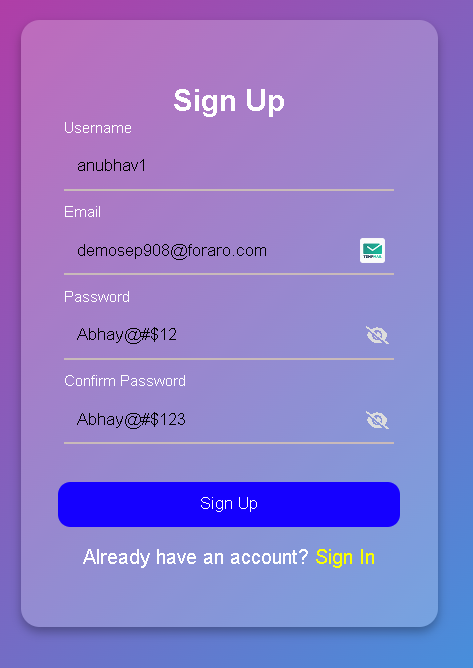 Sign Up
Username
anubhav1
Email
demosep908@foraro.com
TEMPMAIL
Password
Abhay@#$12
Confirm Password
Abhay@#$123
Sign Up
Already have an account? Sign In